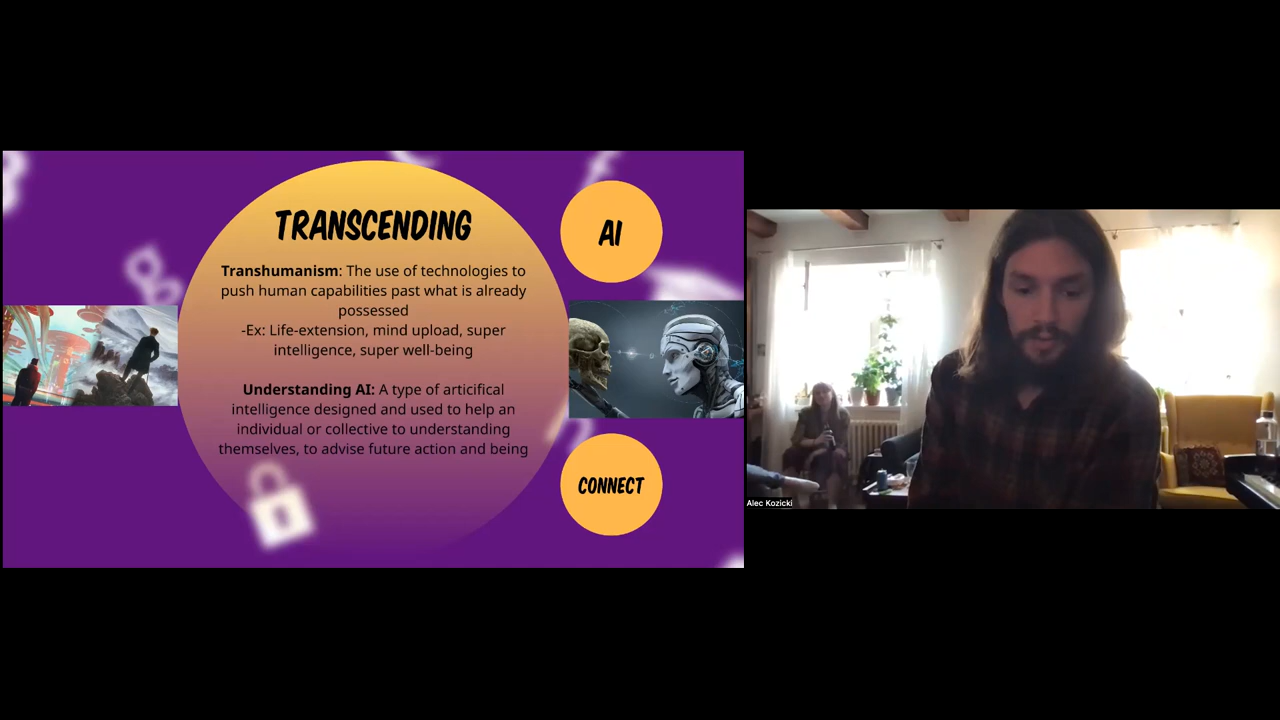 TRANSCENDING
Transhumanism: The use of technologies to
push human capabilities past what is already
possessed
-Ex: Life-extension, mind upload, super
intelligence, super well-being
Understanding AI: A type of articifical
intelligence designed and used to help an
individual or collective to understanding
themselves, to advise future action and being
AI
CONNECT
Alec Kozicki